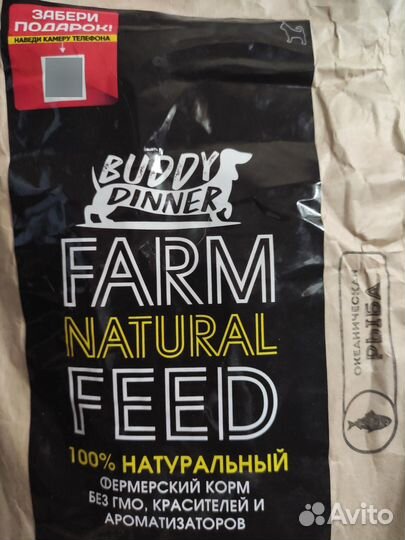 ЗАБЕРИ
ПОДАРОК!
НАВЕДИ КАМЕРУ ТЕЛЕФОНА
BUDDY
DINNER
FARM
NATURAL
FEED
100% НАТУРАЛЬНЫЙ
ФЕРМЕРСКИЙ КОРМ
БЕЗ ГМО, КРАСИТЕЛЕЙ И
АРОМАТИЗАТОРОВ
ОКЕАНИЧЕСКАЯ
РЫБА
Avito